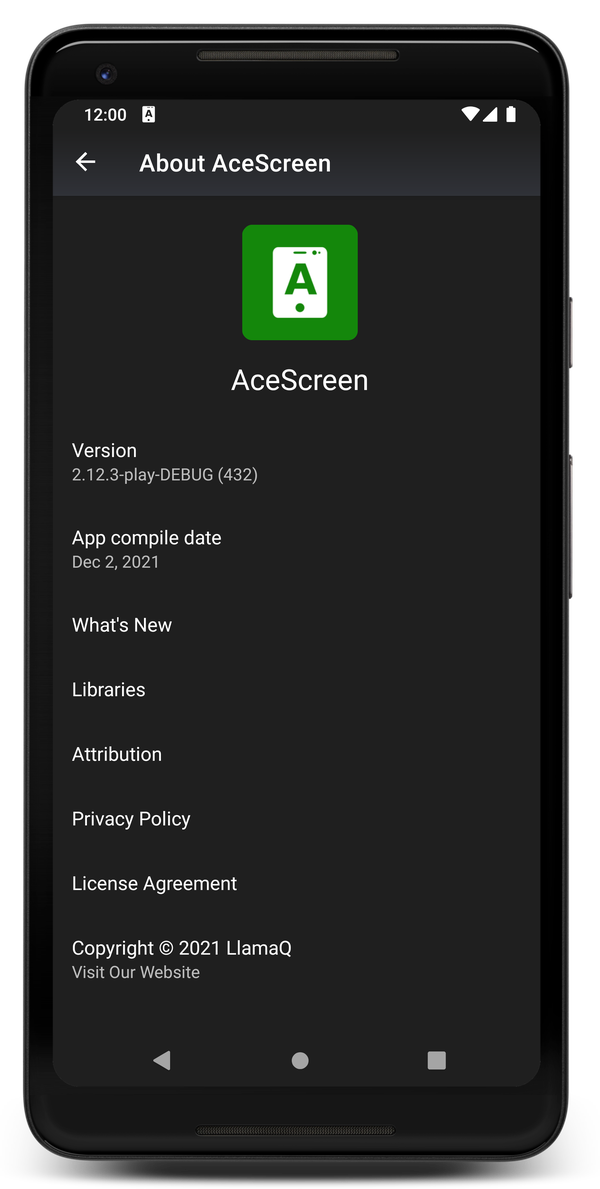 12:00 A
About AceScreen
A
AceScreen
Version
2.12.3-play-DEBUG (432)
App compile date
Dec 2, 2021
What's New
Libraries
Attribution
Privacy Policy
License Agreement
Copyright © 2021 LlamaQ
Visit Our Website